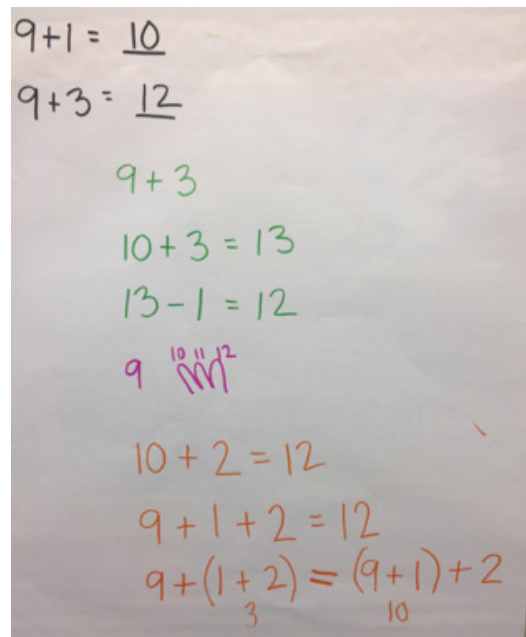 9+1 = 10
9+3 = 12
9 + 3
10 + 3 = 13
13 - 1 = 12
10 11 12
9
10 + 2 = 12
9 + 1 + 2 = 12
9 + (1 + 2) = (9 + 1) + 2
3 10